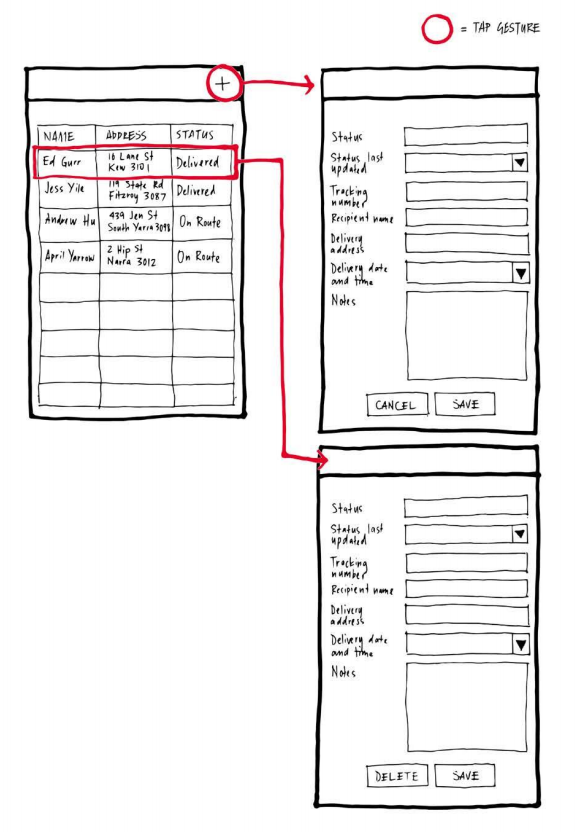 = TAP GESTURE
+
NAME ADDRESS STATUS
Ed Gurr 16 Lane St Kew 3101 Delivered
Jess Yile 119 State Rd Fitzroy 3087 Delivered
Andrew Hu 439 Jen St South Yarra 3098 On Route
April Yarrow 2 Hip St Narra 3012 On Route
Status
Status last
updated
Tracking
number
Recipient name
Delivery
address
Delivery date
and time
Notes
CANCEL SAVE
Status
Status last
updated
Tracking
number
Recipient name
Delivery
address
Delivery date
and time
Notes
DELETE SAVE